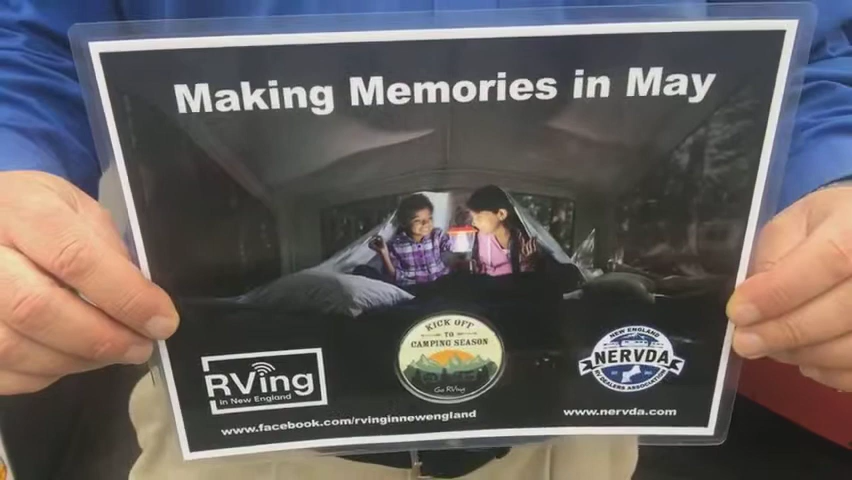 Making Memories in May
KICK OFF
TO
CAMPING SEASON
Go RVing
RVing
in New England
www.facebook.com/rvinginnewengland
NEW ENGLAND
NERVDA
RV DEALERS ASSOCIATION
www.nervda.com